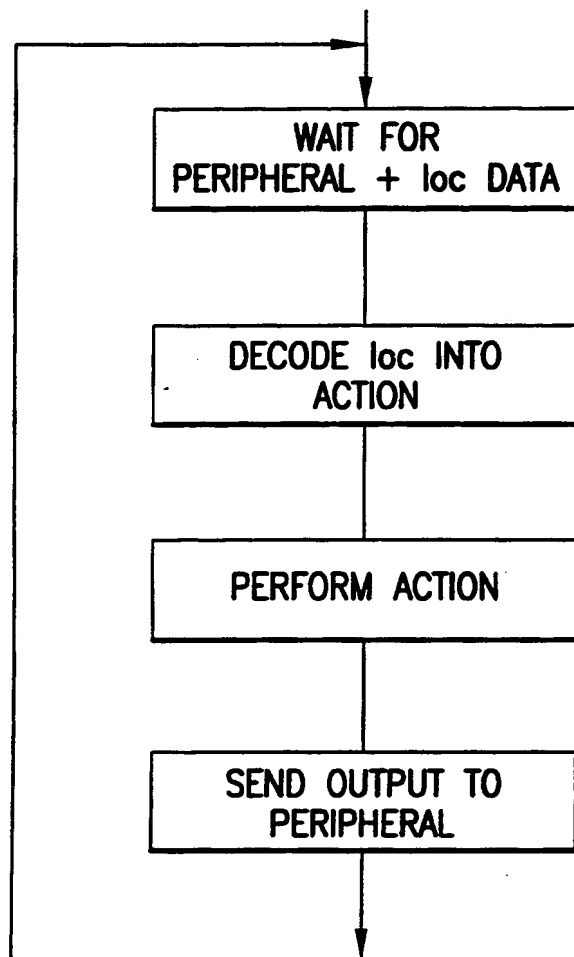 WAIT FOR
PERIPHERAL + loc DATA
DECODE loc INTO
ACTION
PERFORM ACTION
SEND OUTPUT TO
PERIPHERAL